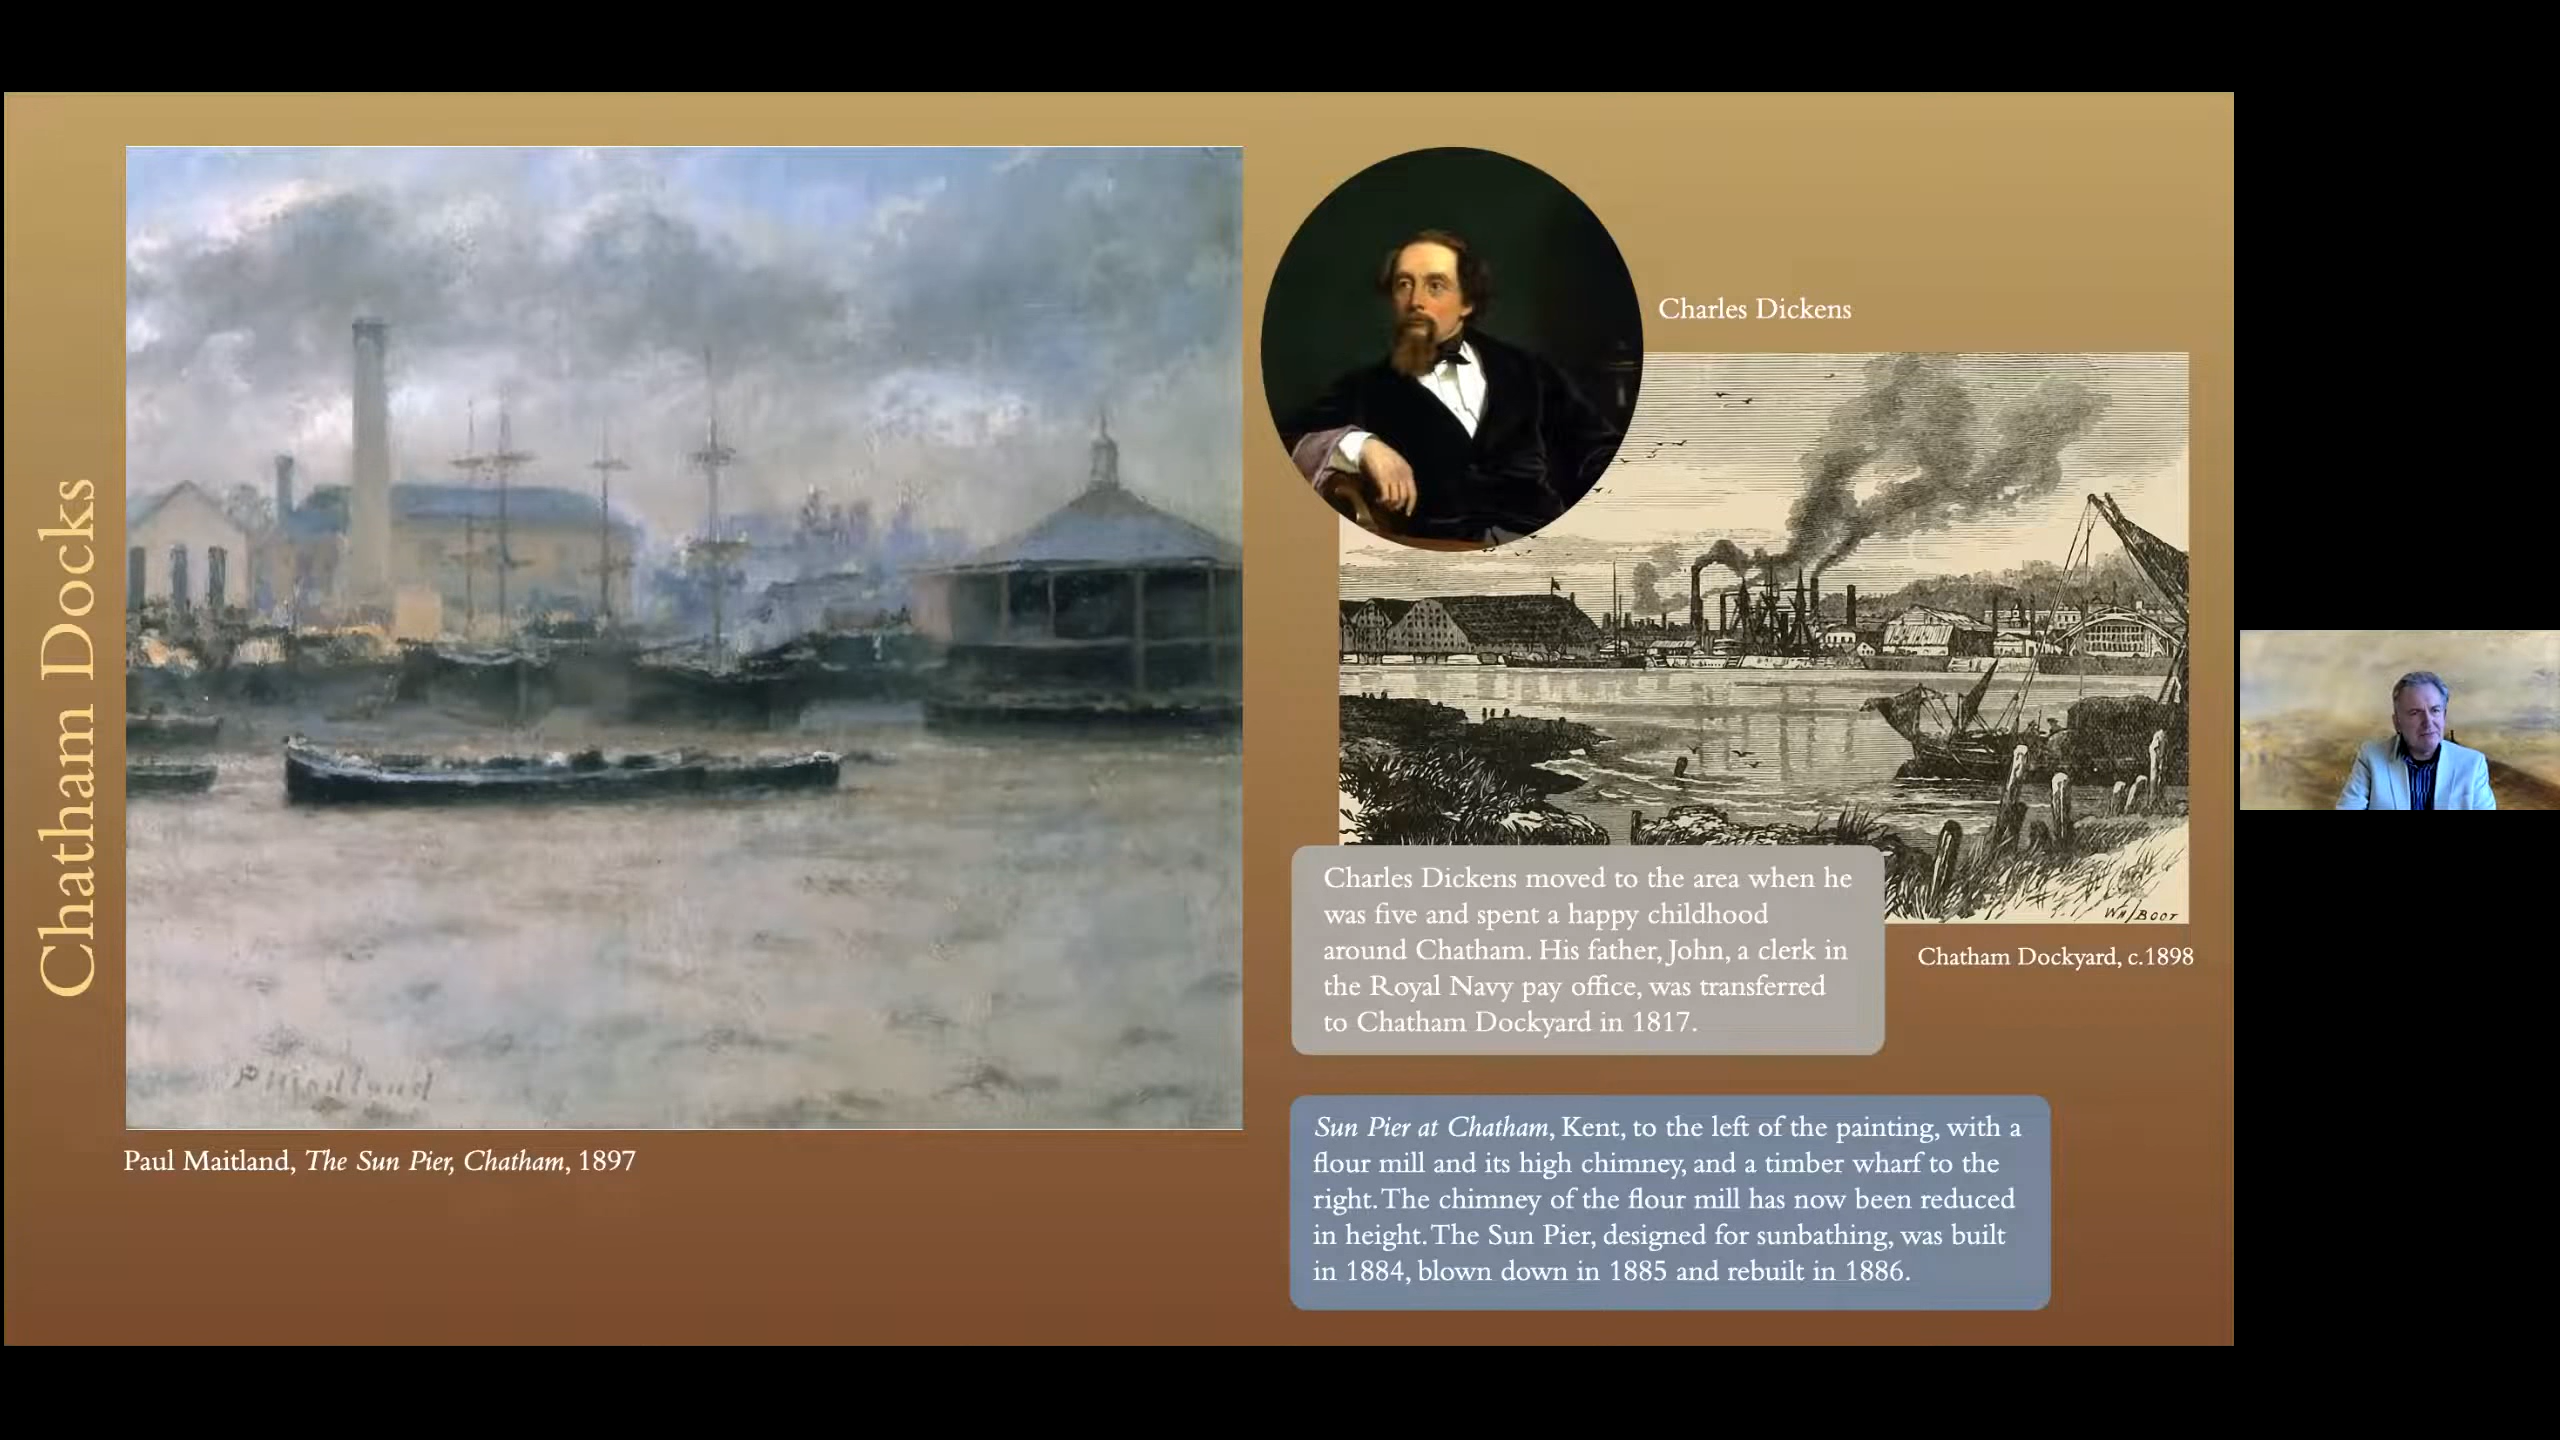 Chatham Docks
P Maitland
Paul Maitland, The Sun Pier, Chatham, 1897
Charles Dickens
Wm/Boot
Chatham Dockyard, c.1898
Charles Dickens moved to the area when he
was five and spent a happy childhood
around Chatham. His father, John, a clerk in
the Royal Navy pay office, was transferred
to Chatham Dockyard in 1817.
Sun Pier at Chatham, Kent, to the left of the painting, with a
flour mill and its high chimney, and a timber wharf to the
right. The chimney of the flour mill has now been reduced
in height. The Sun Pier, designed for sunbathing, was built
in 1884, blown down in 1885 and rebuilt in 1886.